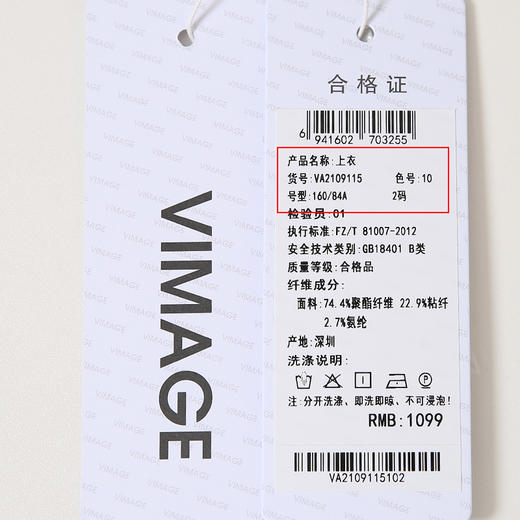 VIMAGE
合格证
6 941602 703255
产品名称:上衣
货号:VA2109115 色号:10
号型:160/84A 2码
检验员:01
执行标准:FZ/T 81007-2012
安全技术类别:GB18401 B类
质量等级:合格品
纤维成分:
面料:74.4%聚酯纤维 22.9%粘纤
2.7%氨纶
产地:深圳
洗涤说明:
注:分开洗涤、即洗即晾、不可浸泡!
RMB:1099
VA2109115102